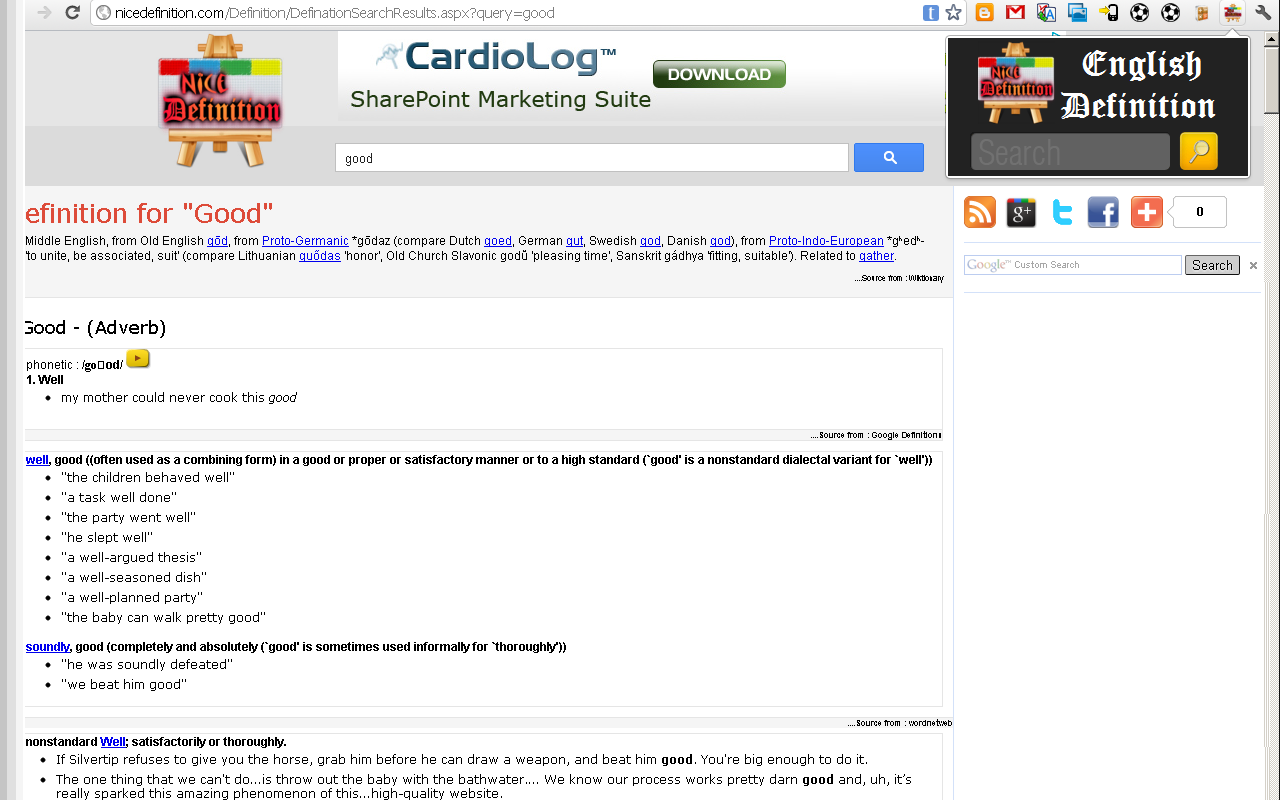 nicedefinition.com/Definition/DefinationSearchResults.aspx?query=good
NiCE
Definition
CardioLog™
SharePoint Marketing Suite
DOWNLOAD
English
Definition
Search
good
efinition for "Good"
Middle English, from Old English gōd, from Proto-Germanic *gōdaz (compare Dutch goed, German gut, Swedish god, Danish god), from Proto-Indo-European *gʰedʰ-
'to unite, be associated, suit' (compare Lithuanian guõdas 'honor', Old Church Slavonic godŭ 'pleasing time', Sanskrit gádhya 'fitting, suitable'). Related to gather.
....Source from : Wiktionary
0
Google™ Custom Search
Search
Good - (Adverb)
phonetic : /go▯od/
1. Well
my mother could never cook this good
....Source from : Google Definitions
well, good ((often used as a combining form) in a good or proper or satisfactory manner or to a high standard (`good' is a nonstandard dialectal variant for `well'))
"the children behaved well"
"a task well done"
"the party went well"
"he slept well"
"a well-argued thesis"
"a well-seasoned dish"
"a well-planned party"
"the baby can walk pretty good"
soundly, good (completely and absolutely (`good' is sometimes used informally for `thoroughly'))
"he was soundly defeated"
"we beat him good"
....Source from : wordnetweb
nonstandard Well; satisfactorily or thoroughly.
If Silvertip refuses to give you the horse, grab him before he can draw a weapon, and beat him good. You're big enough to do it.
The one thing that we can't do...is throw out the baby with the bathwater.... We know our process works pretty darn good and, uh, it's
really sparked this amazing phenomenon of this...high-quality website.